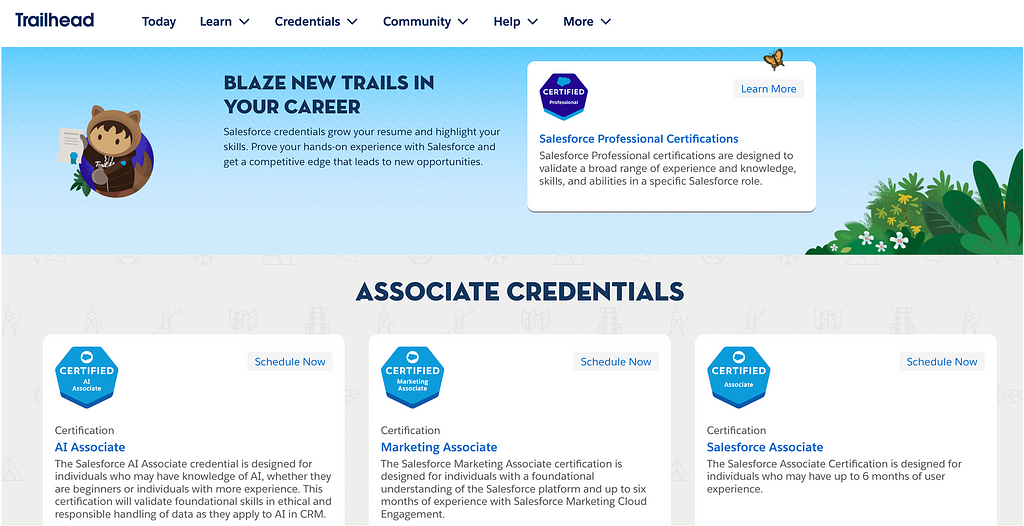 Trailhead
Today
Learn
Credentials
Community
Help
More
BLAZE NEW TRAILS IN
YOUR CAREER
Salesforce credentials grow your resume and highlight your
skills. Prove your hands-on experience with Salesforce and
get a competitive edge that leads to new opportunities.
CERTIFIED
Professional
Learn More
Salesforce Professional Certifications
Salesforce Professional certifications are designed to
validate a broad range of experience and knowledge,
skills, and abilities in a specific Salesforce role.
ASSOCIATE CREDENTIALS
CERTIFIED
AI
Associate
Schedule Now
Certification
AI Associate
The Salesforce AI Associate credential is designed for
individuals who may have knowledge of AI, whether they
are beginners or individuals with more experience. This
certification will validate foundational skills in ethical and
responsible handling of data as they apply to AI in CRM.
CERTIFIED
Marketing
Associate
Schedule Now
Certification
Marketing Associate
The Salesforce Marketing Associate certification is
designed for individuals with a foundational
understanding of the Salesforce platform and up to six
months of experience with Salesforce Marketing Cloud
Engagement.
CERTIFIED
Associate
Schedule Now
Certification
Salesforce Associate
The Salesforce Associate Certification is designed for
individuals who may have up to 6 months of user
experience.